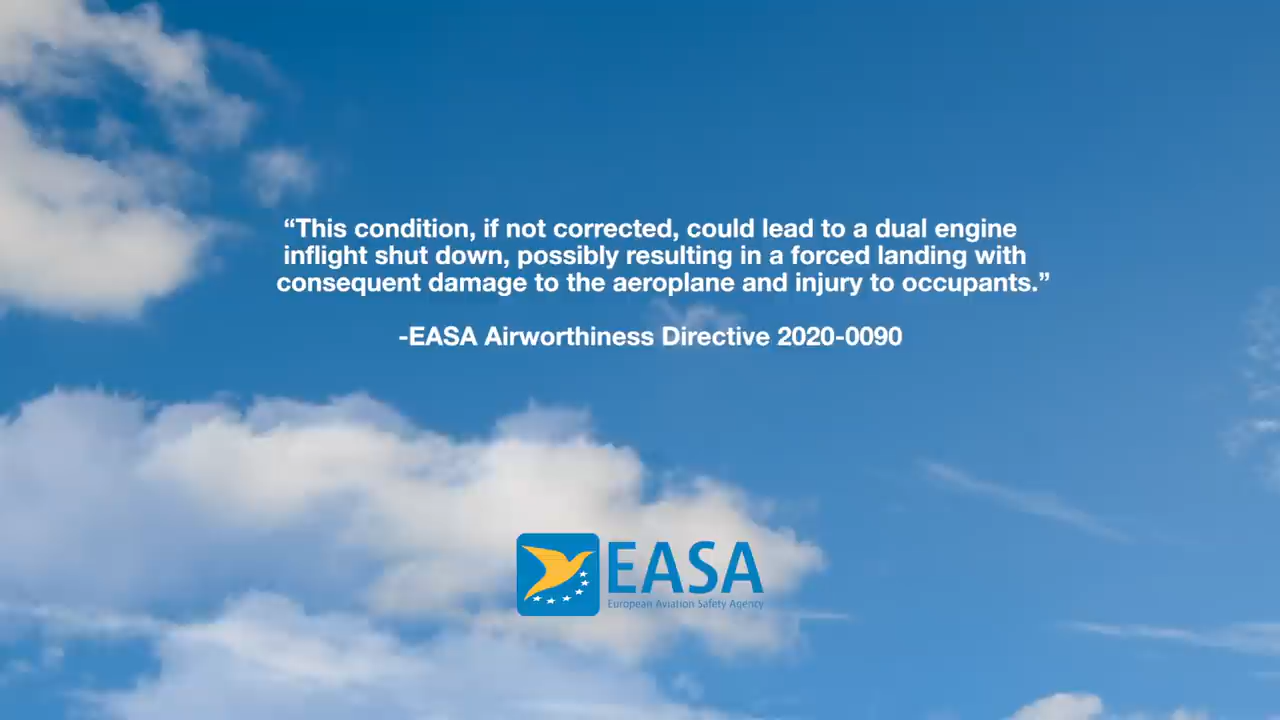 “This condition, if not corrected, could lead to a dual engine
inflight shut down, possibly resulting in a forced landing with
consequent damage to the aeroplane and injury to occupants.”
-EASA Airworthiness Directive 2020-0090
EASA
European Aviation Safety Agency